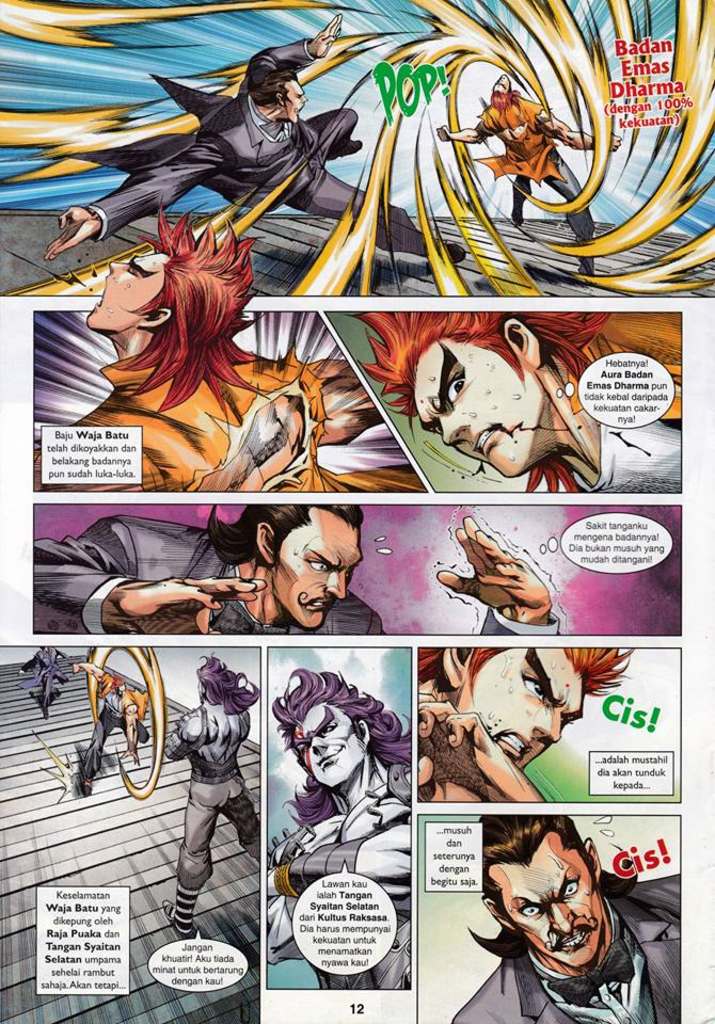 POP!
Badan
Emas
Dharma
(dengan 100%
kekuatan)
Baju Waja Batu
telah dikoyakkan dan
belakang badannya
pun sudah luka-luka.
Hebatnya!
Aura Badan
Emas Dharma pun
tidak kebal daripada
kekuatan cakar-
nya!
Sakit tanganku
mengena badannya!
Dia bukan musuh yang
mudah ditangani!
Keselamatan
Waja Batu yang
dikepung oleh
Raja Puaka dan
Tangan Syaitan
Selatan umpama
sehelai rambut
sahaja. Akan tetapi...
Jangan
khuatir! Aku tiada
minat untuk bertarung
dengan kau!
Lawan kau
ialah Tangan
Syaitan Selatan
dari Kultus Raksasa.
Dia harus mempunyai
kekuatan untuk
menamatkan
nyawa kau!
Cis!
...adalah mustahil
dia akan tunduk
kepada...
...musuh
dan
seterunya
dengan
begitu saja.
Cis!
12